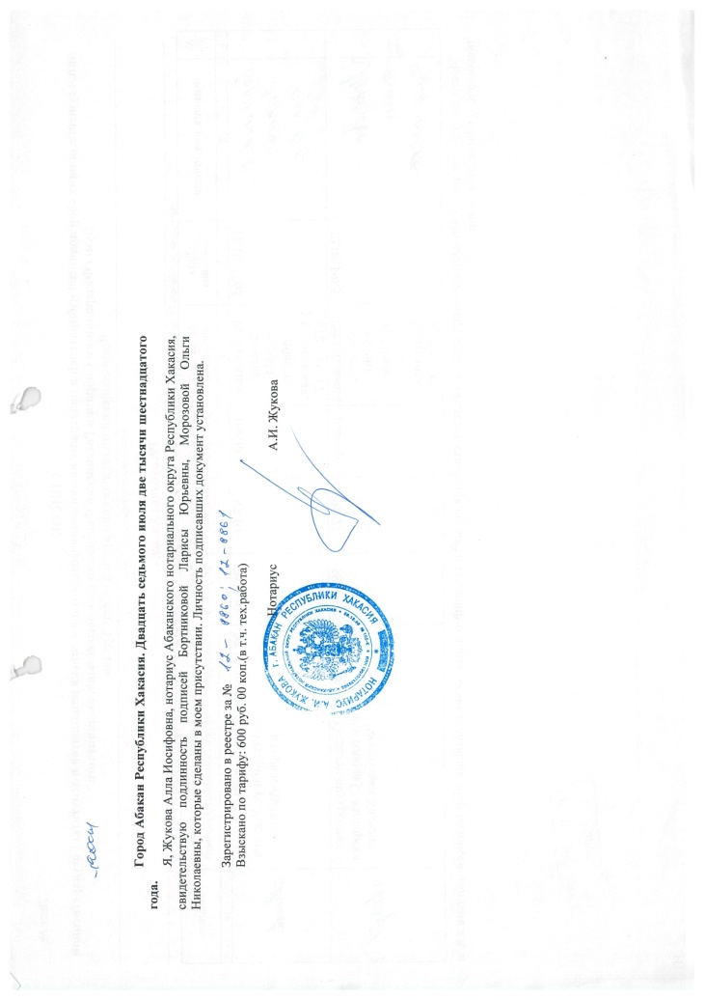 Город Абакан Республики Хакасия. Двадцать седьмого июля две тысячи шестнадцатого
года.
Я, Жукова Алла Иосифовна, нотариус Абаканского нотариального округа Республики Хакасия,
свидетельствую подлинность подписей Бортниковой Ларисы Юрьевны, Морозовой Ольги
Николаевны, которые сделаны в моем присутствии. Личность подписавших документ установлена.
Зарегистрировано в реестре за № 12-8860; 12-8861
Взыскано по тарифу: 600 руб. 00 коп.(в т.ч. тех.работа)
Нотариус А.И. Жукова
НОТАРИУС А.И. ЖУКОВА г. АБАКАН РЕСПУБЛИКИ ХАКАСИЯ